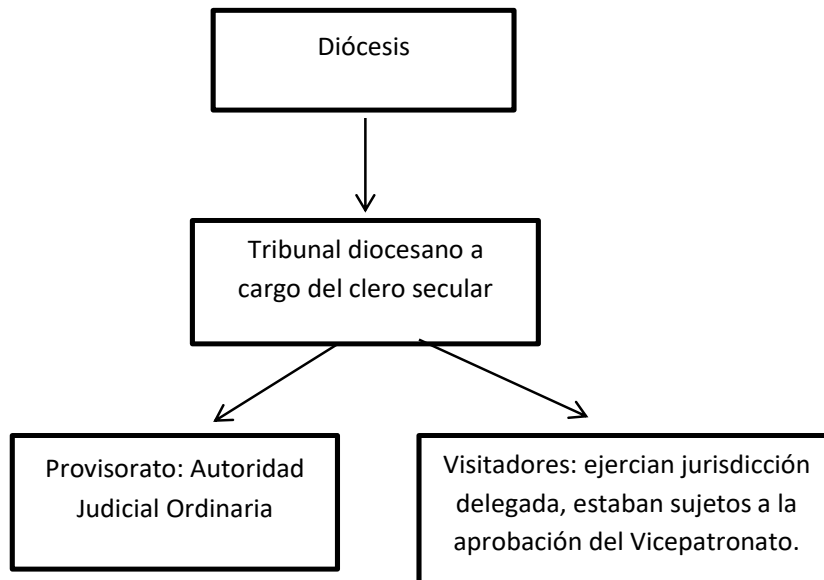 Diócesis
Tribunal diocesano a
cargo del clero secular
Provisorato: Autoridad
Judicial Ordinaria
Visitadores: ejercian jurisdicción
delegada, estaban sujetos a la
aprobación del Vicepatronato.